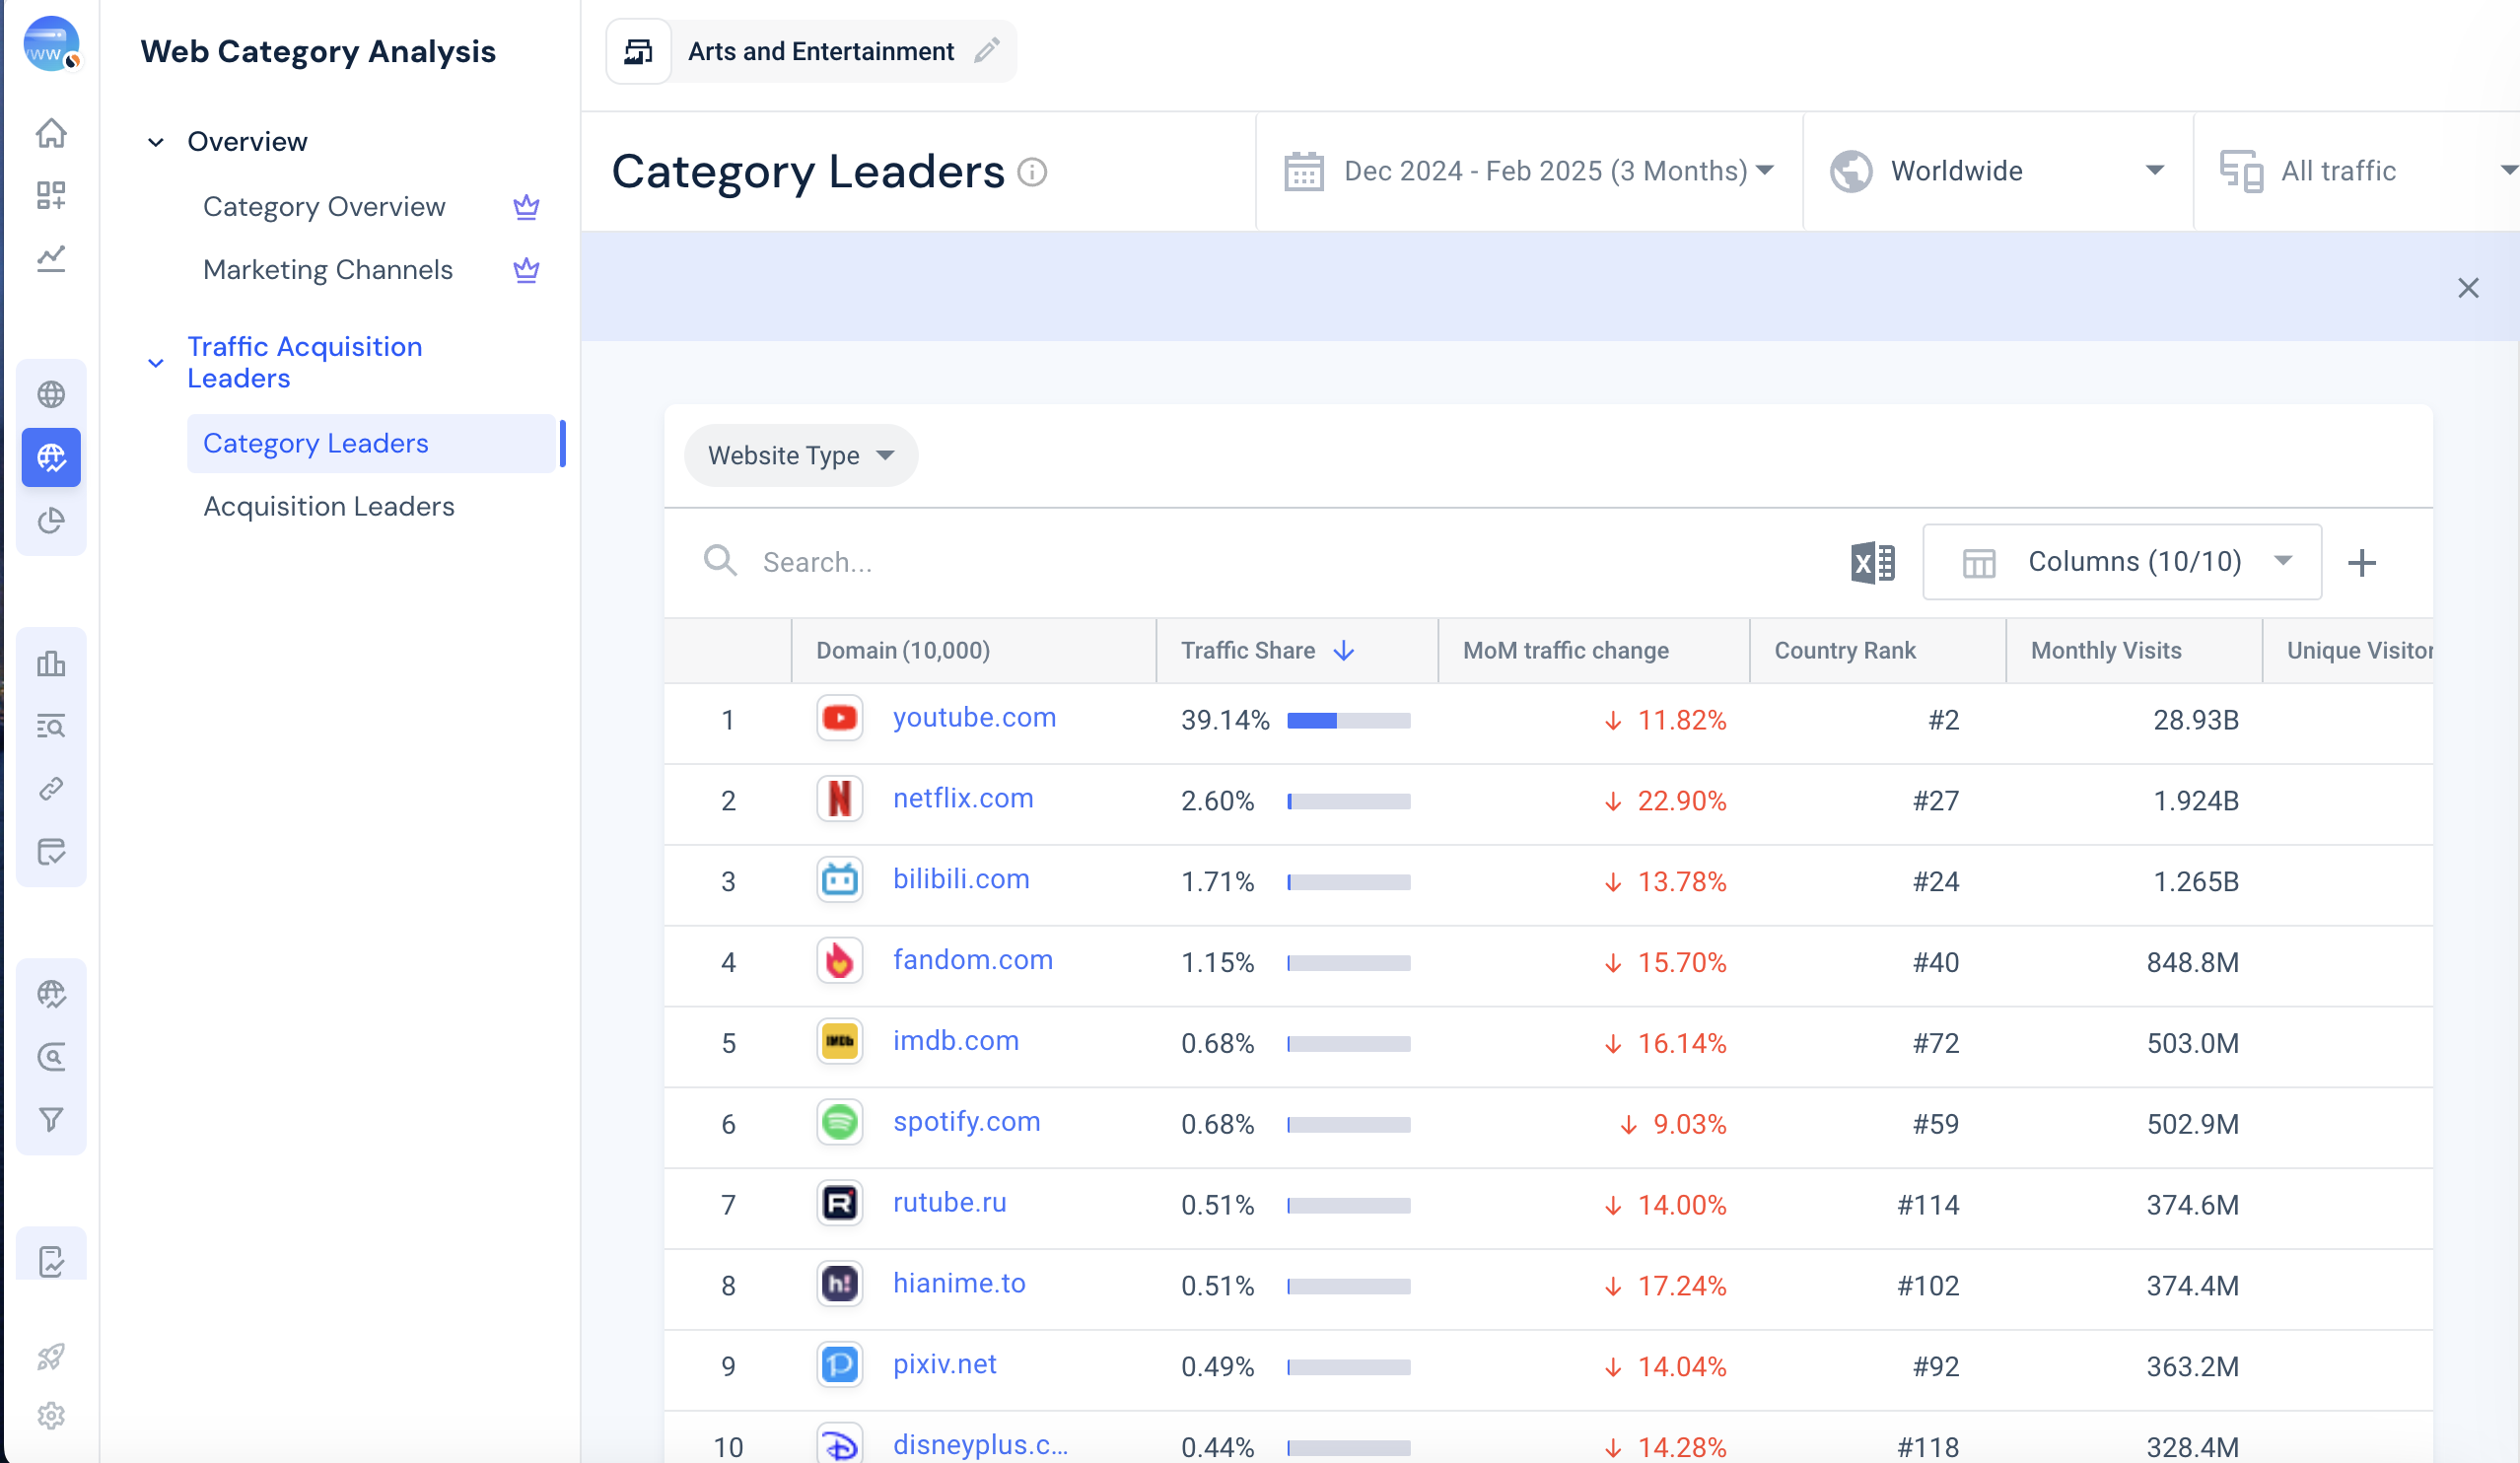 Web Category Analysis
Overview
Category Overview
Marketing Channels
Traffic Acquisition
Leaders
Category Leaders
Acquisition Leaders
Arts and Entertainment
Category Leaders
Dec 2024 - Feb 2025 (3 Months)
Worldwide
All traffic
Website Type
Search...
Columns (10/10)
Domain (10,000) Traffic Share MoM traffic change Country Rank Monthly Visits Unique Visitor
1 youtube.com 39.14% 11.82% #2 28.93B
2 netflix.com 2.60% 22.90% #27 1.924B
3 bilibili.com 1.71% 13.78% #24 1.265B
4 fandom.com 1.15% 15.70% #40 848.8M
5 imdb.com 0.68% 16.14% #72 503.0M
6 spotify.com 0.68% 9.03% #59 502.9M
7 rutube.ru 0.51% 14.00% #114 374.6M
8 hianime.to 0.51% 17.24% #102 374.4M
9 pixiv.net 0.49% 14.04% #92 363.2M
10 disneyplus.c... 0.44% 14.28% #118 328.4M